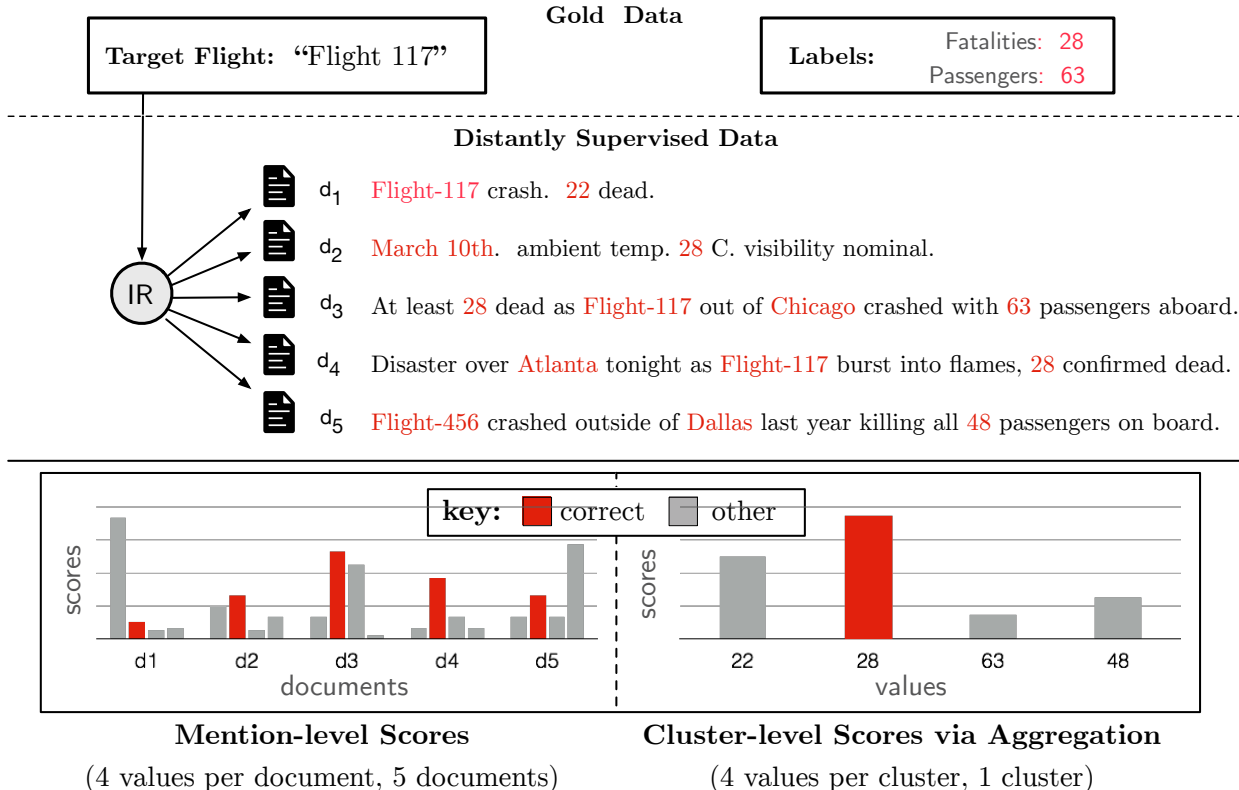 Gold Data
Target Flight: “Flight 117”
Labels:
Fatalities: 28
Passengers: 63
Distantly Supervised Data
IR
d1 Flight-117 crash. 22 dead.
d2 March 10th. ambient temp. 28 C. visibility nominal.
d3 At least 28 dead as Flight-117 out of Chicago crashed with 63 passengers aboard.
d4 Disaster over Atlanta tonight as Flight-117 burst into flames, 28 confirmed dead.
d5 Flight-456 crashed outside of Dallas last year killing all 48 passengers on board.
key: correct other
scores
d1 d2 d3 d4 d5
documents
scores
22 28 63 48
values
Mention-level Scores
(4 values per document, 5 documents)
Cluster-level Scores via Aggregation
(4 values per cluster, 1 cluster)